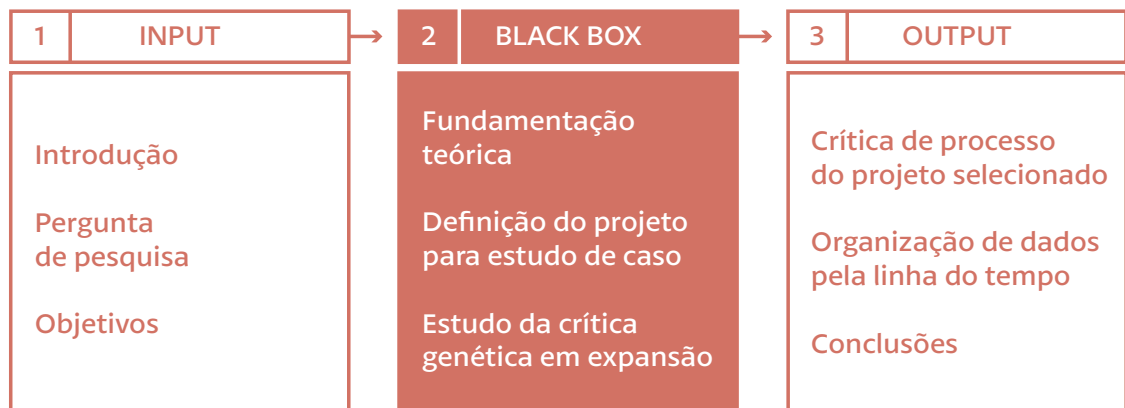 1 INPUT
Introdução
Pergunta
de pesquisa
Objetivos
2 BLACK BOX
Fundamentação
teórica
Definição do projeto
para estudo de caso
Estudo da crítica
genética em expansão
3 OUTPUT
Crítica de processo
do projeto selecionado
Organização de dados
pela linha do tempo
Conclusões